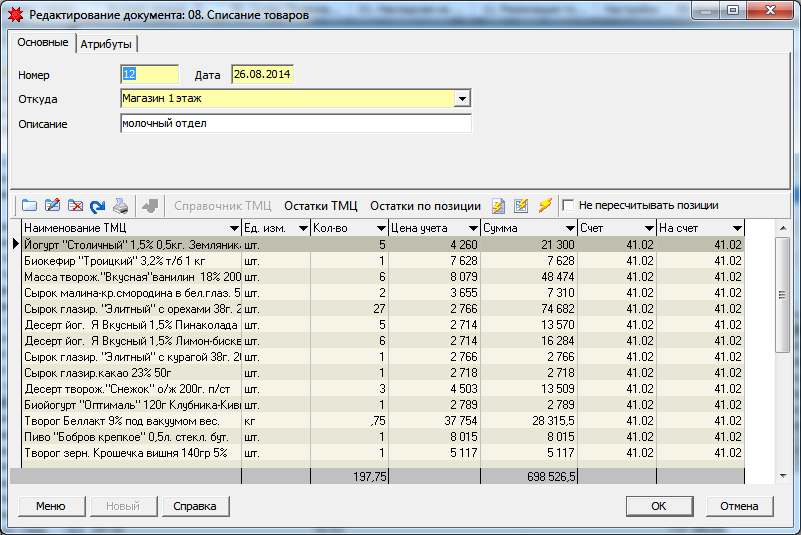 Редактирование документа: 08. Списание товаров
Основные Атрибуты
Номер 12 Дата 26.08.2014
Откуда Магазин 1 этаж
Описание молочный отдел
Справочник ТМЦ Остатки ТМЦ Остатки по позиции Не пересчитывать позиции
Наименование ТМЦ Ед. изм. Кол-во Цена учета Сумма Счет На счет
Йогурт "Столичный" 1,5% 0,5кг. Земляник шт. 5 4 260 21 300 41.02 41.02
Биокефир "Троицкий" 3,2% т/б 1 кг шт. 1 7 628 7 628 41.02 41.02
Масса творож."Вкусная"ванилин 18% 200 шт. 6 8 079 48 474 41.02 41.02
Сырок малина-кр.смородина в бел.глаз. 5 шт. 2 3 655 7 310 41.02 41.02
Сырок глазир. "Элитный" с орехами 38г. 2 шт. 27 2 766 74 682 41.02 41.02
Десерт йог. Я Вкусный 1,5% Пинаколада шт. 5 2 714 13 570 41.02 41.02
Десерт йог. Я Вкусный 1,5% Лимон-бискв шт. 6 2 714 16 284 41.02 41.02
Сырок глазир. "Элитный" с курагой 38г. 20 шт. 1 2 766 2 766 41.02 41.02
Сырок глазир.какао 23% 50г шт. 1 2 718 2 718 41.02 41.02
Десерт творож."Снежок" о/ж 200г. п/ст шт. 3 4 503 13 509 41.02 41.02
Биойогурт "Оптималь" 120г Клубника-Киви шт. 1 2 789 2 789 41.02 41.02
Творог Беллакт 9% под вакуумом вес. кг ,75 37 754 28 315,5 41.02 41.02
Пиво "Бобров крепкое" 0,5л. стекл. бут. шт. 1 8 015 8 015 41.02 41.02
Творог зерн. Крошечка вишня 140гр 5% шт. 1 5 117 5 117 41.02 41.02
197,75 698 526,5
Меню Новый Справка OK Отмена